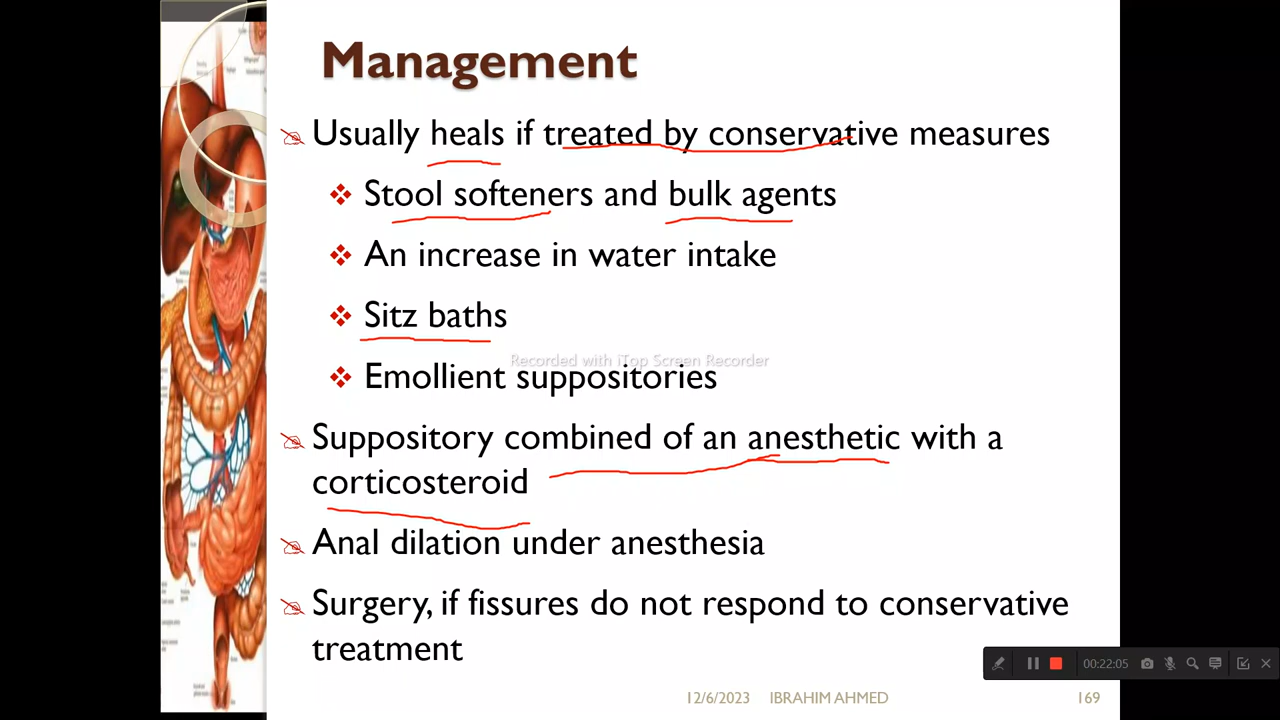 Management
Usually heals if treated by conservative measures
Stool softeners and bulk agents
An increase in water intake
Sitz baths
Recorded with iTop Screen Recorder
Emollient suppositories
Suppository combined of an anesthetic with a
corticosteroid
Anal dilation under anesthesia
Surgery, if fissures do not respond to conservative
treatment
00:22:05
12/6/2023 IBRAHIM AHMED 169